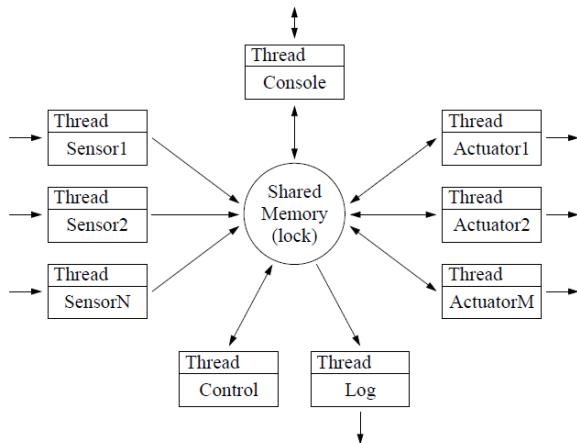 Thread
Console
Thread
Sensor1
Thread
Actuator1
Thread
Sensor2
Shared
Memory
(lock)
Thread
Actuator2
Thread
SensorN
Thread
ActuatorM
Thread
Control
Thread
Log